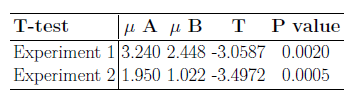 T-test μ A μ B T P value
Experiment 1 3.240 2.448 -3.0587 0.0020
Experiment 2 1.950 1.022 -3.4972 0.0005